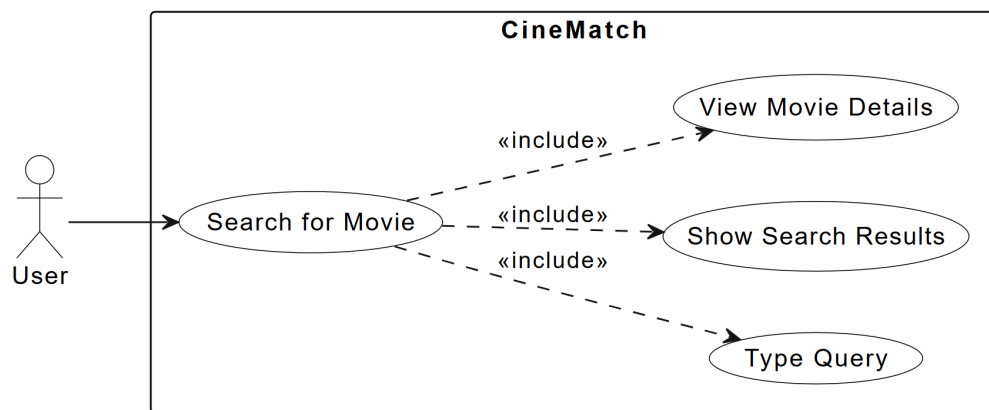 CineMatch
View Movie Details
«include»
«include»
Search for Movie
Show Search Results
«include»
User
Type Query